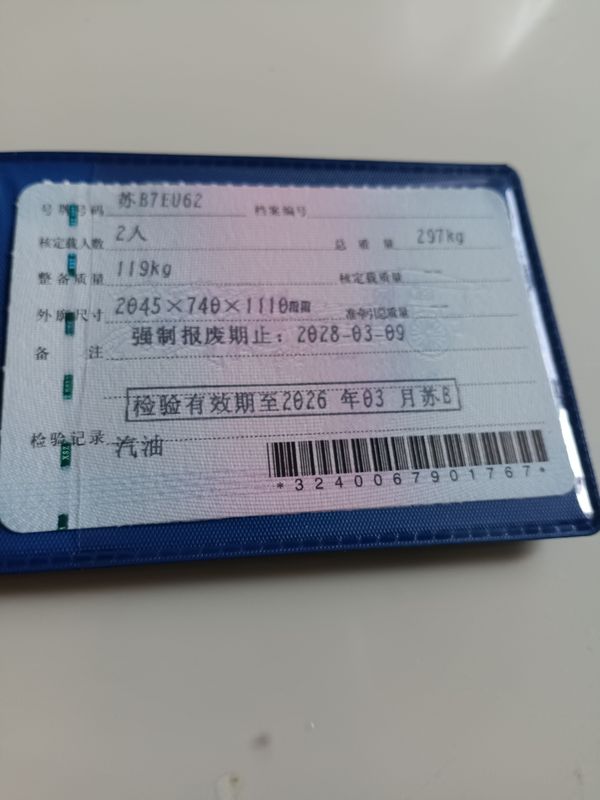 号牌号码 苏B7EU62 档案编号
核定载人数 2人 总质量 297kg
整备质量 119kg 核定载质量 --
外廓尺寸 2045×740×1110mm 准牵引总质量 --
备注 强制报废期止：2028-03-09
检验有效期至2026 年03 月苏B
检验记录 汽油
*3240067901767*